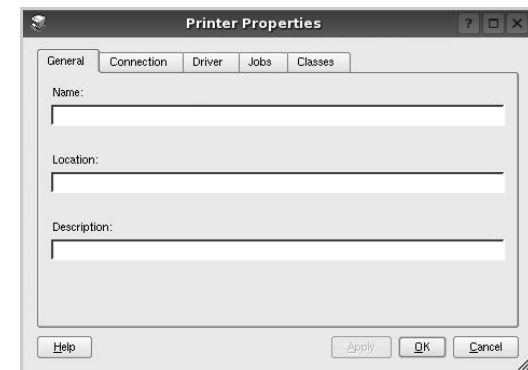 Printer Properties
General Connection Driver Jobs Classes
Name:
Location:
Description:
Help Apply OK Cancel